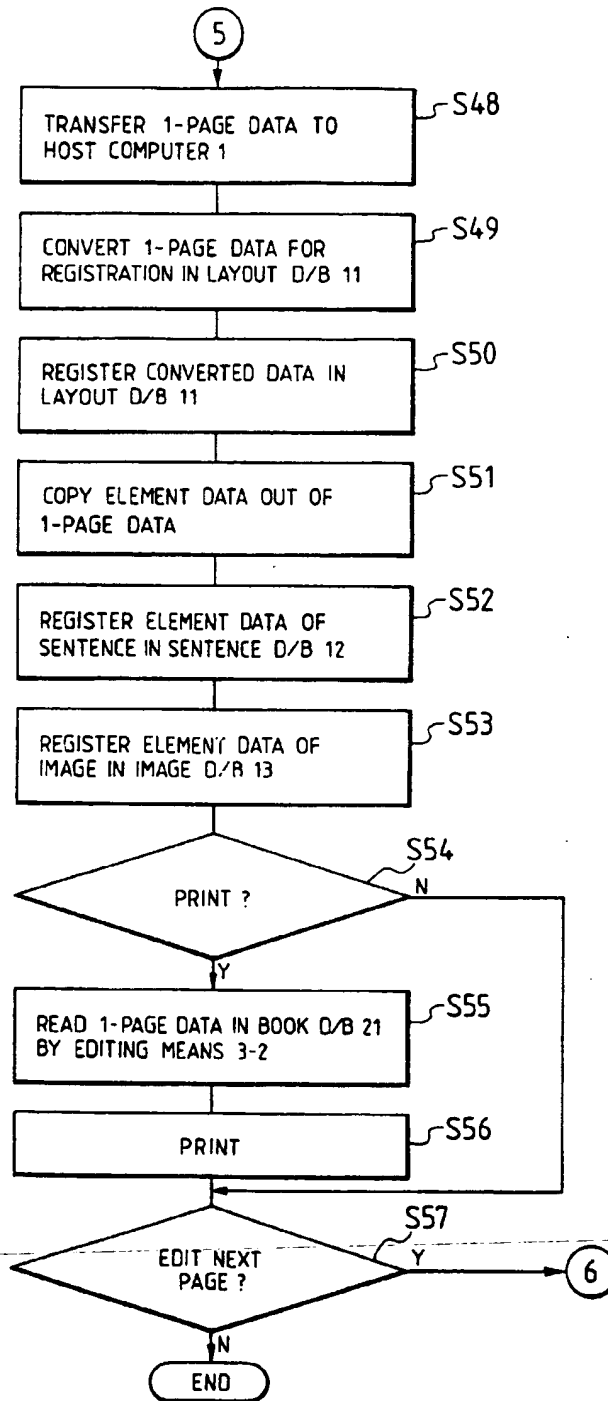 5
S48
TRANSFER 1-PAGE DATA TO
HOST COMPUTER 1
S49
CONVERT 1-PAGE DATA FOR
REGISTRATION IN LAYOUT D/B 11
S50
REGISTER CONVERTED DATA IN
LAYOUT D/B 11
S51
COPY ELEMENT DATA OUT OF
1-PAGE DATA
S52
REGISTER ELEMENT DATA OF
SENTENCE IN SENTENCE D/B 12
S53
REGISTER ELEMENT DATA OF
IMAGE IN IMAGE D/B 13
S54
PRINT ?
N
Y
S55
READ 1-PAGE DATA IN BOOK D/B 21
BY EDITING MEANS 3-2
S56
PRINT
S57
EDIT NEXT
PAGE ?
Y
6
N
END